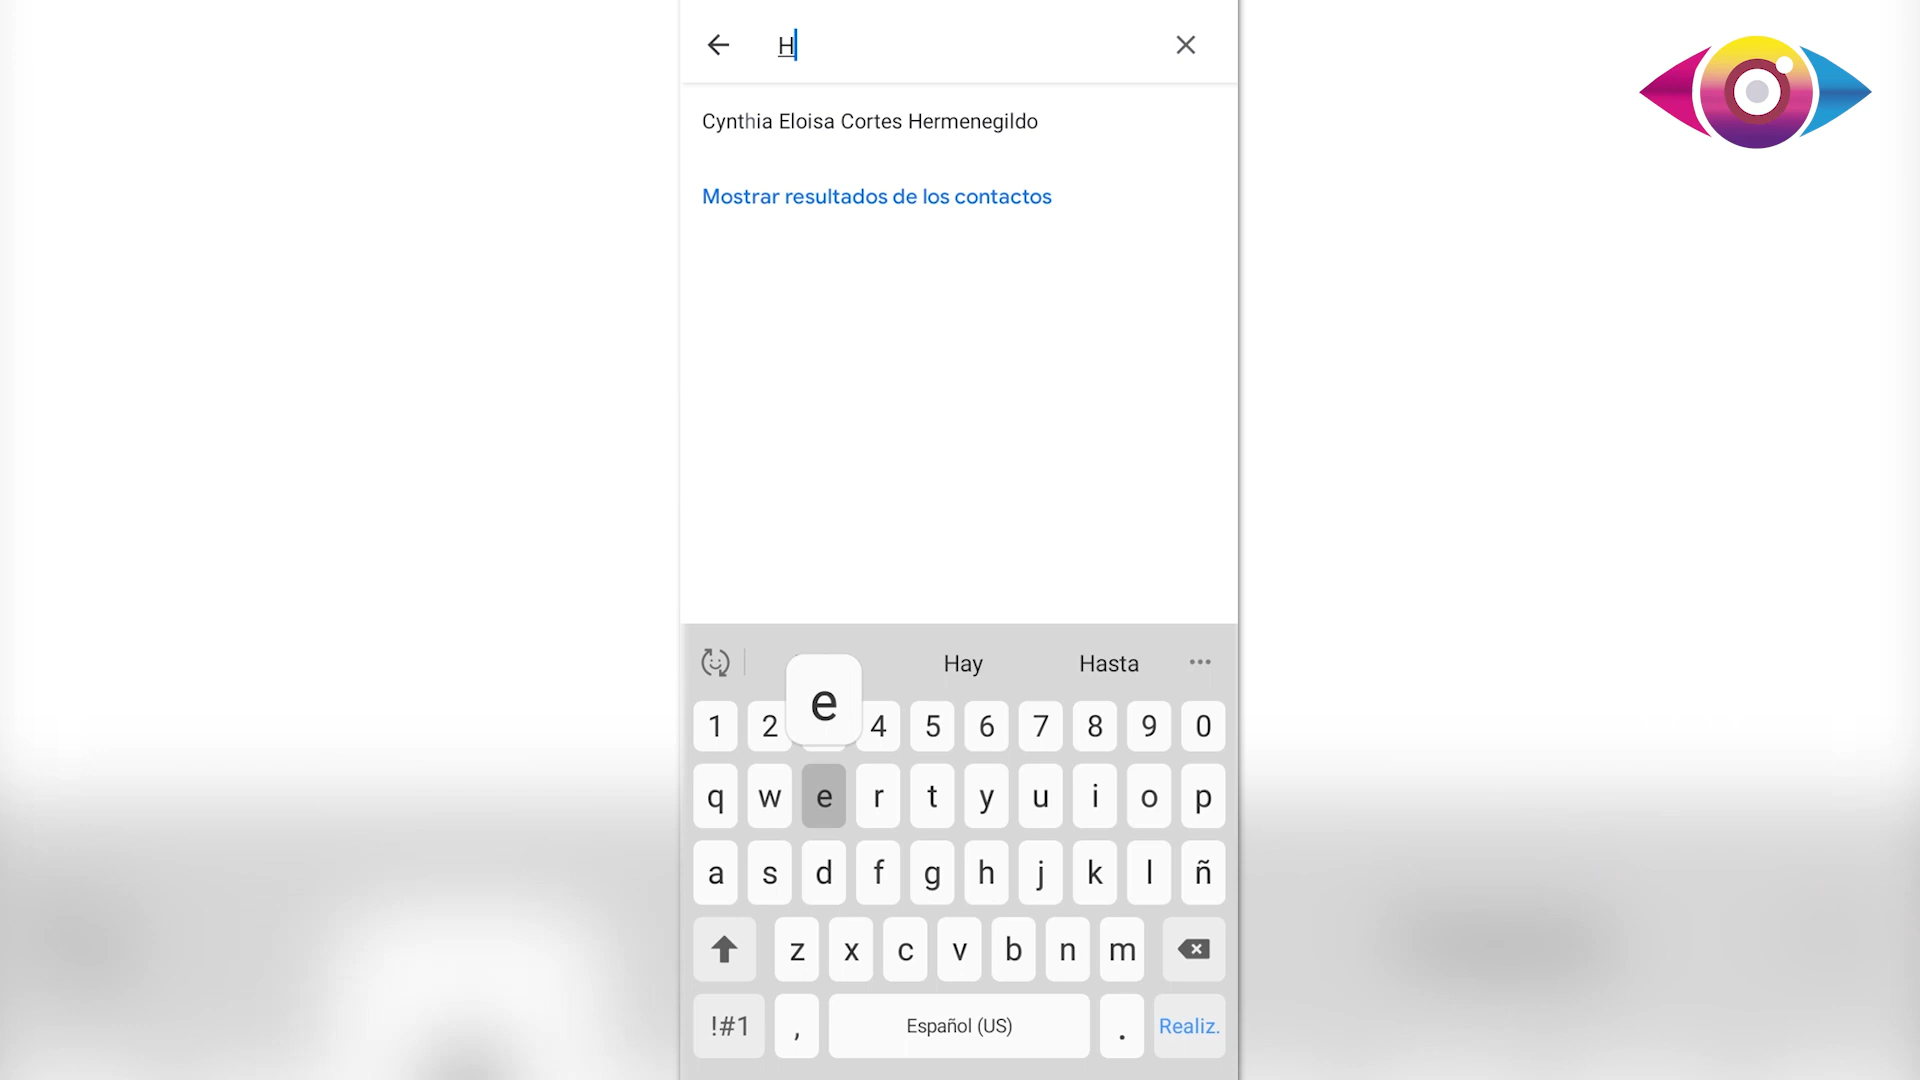 H
Cynthia Eloisa Cortes Hermenegildo
Mostrar resultados de los contactos
Hay Hasta
e
1 2 4 5 6 7 8 9 0
q w e r t y u i o p
a s d f g h j k l ñ
z x c v b n m
!#1 , Español (US) . Realiz.